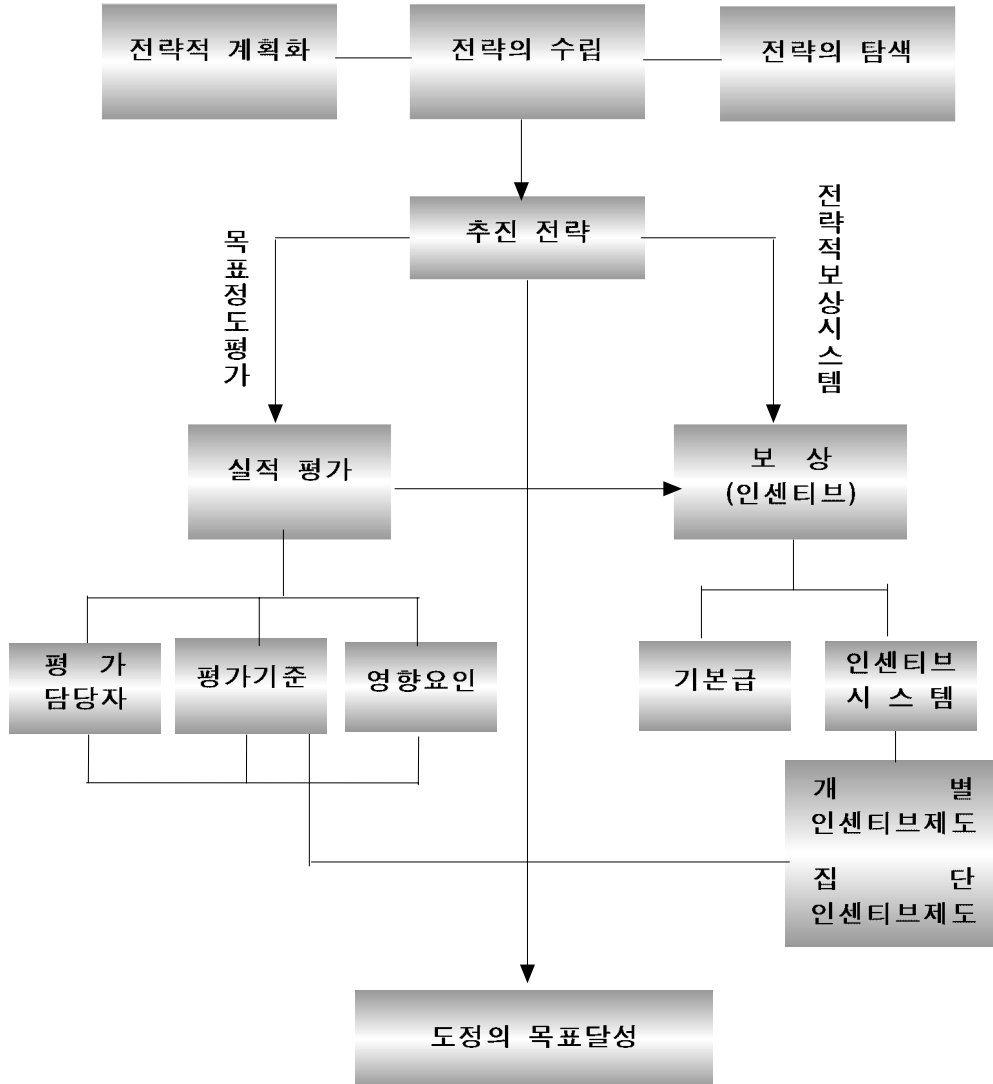 전략적 계획화
전략의 수립
전략의 탐색
추진 전략
목표정도평가
전략적보상시스템
실적 평가
보 상
(인센티브)
평 가
담당자
평가기준
영향요인
기본급
인센티브
시 스 템
개 별
인센티브제도
집 단
인센티브제도
도정의 목표달성